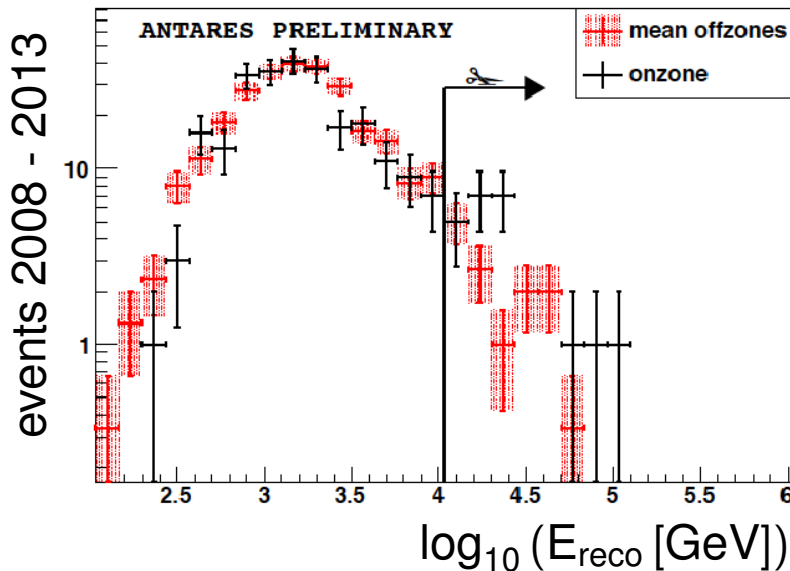 ANTARES PRELIMINARY
mean offzones
onzone
events 2008 - 2013
10
1
2.5 3 3.5 4 4.5 5 5.5 6
log₁₀ (E_reco [GeV])